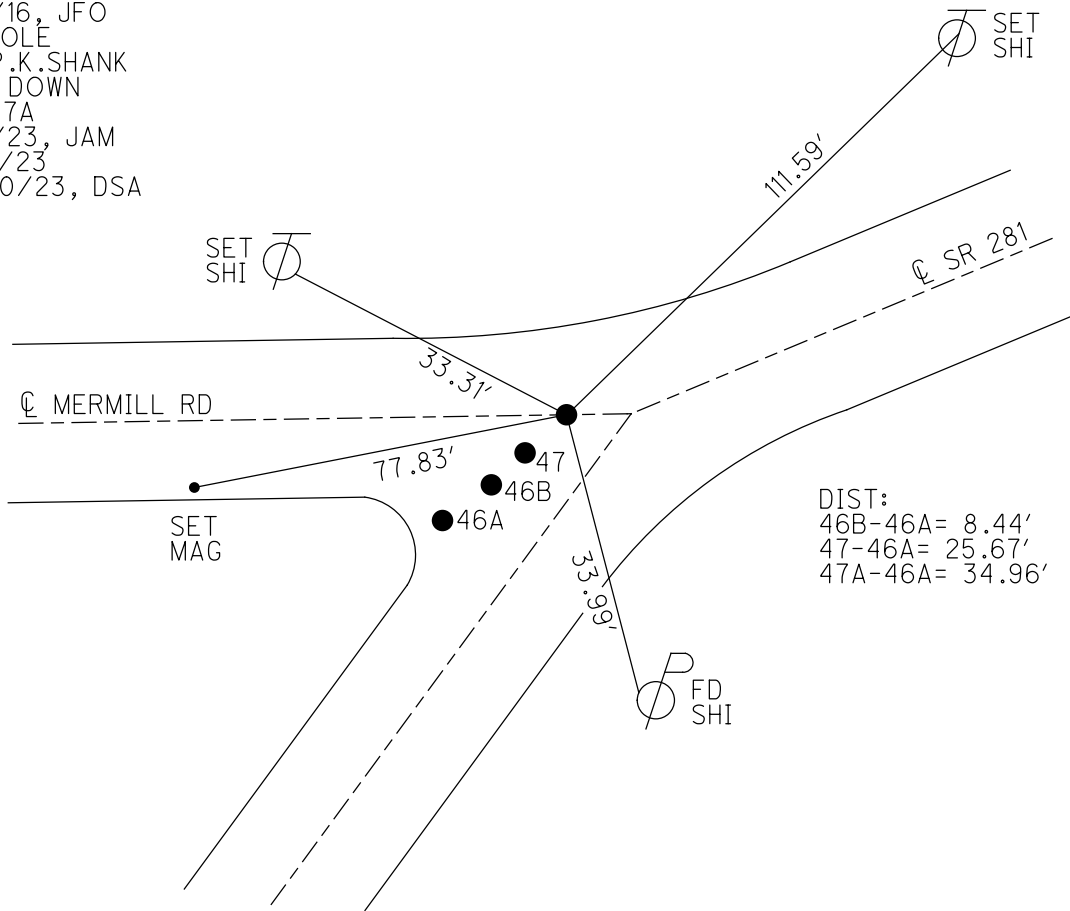 /16, JFO
OLE
P.K.SHANK
DOWN
7A
/23, JAM
/23
0/23, DSA
SET
SHI
111.59′
SET
SHI
℄ SR 281
33.31′
℄ MERMILL RD
77.83′
47
46B
46A
SET
MAG
DIST:
46B-46A= 8.44′
47-46A= 25.67′
47A-46A= 34.96′
33.99′
FD
SHI